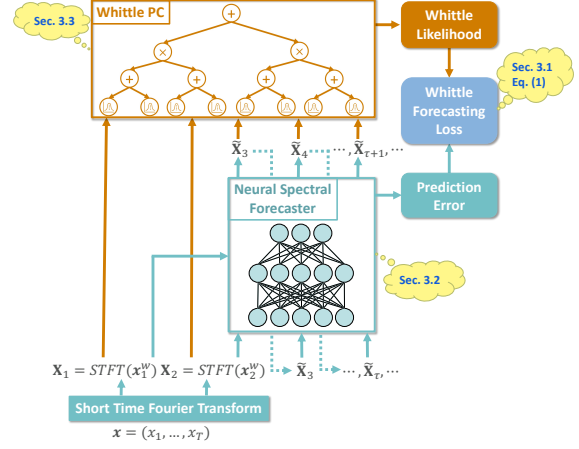 Sec. 3.3
Whittle PC
+
×
×
+
+
+
+
Whittle
Likelihood
Sec. 3.1
Eq. (1)
Whittle
Forecasting
Loss
X̃₃
X̃₄
⋯ , X̃τ+1, ⋯
Neural Spectral
Forecaster
Prediction
Error
Sec. 3.2
X₁ = STFT(x₁ᵂ) X₂ = STFT(x₂ᵂ)
X̃₃
⋯ , X̃τ, ⋯
Short Time Fourier Transform
x = (x₁, … , x_T)